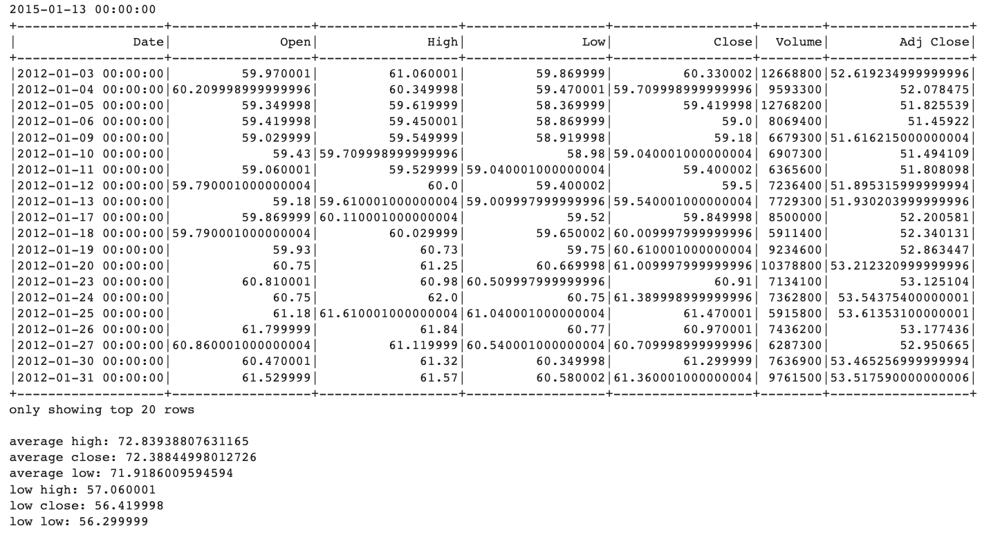 2015-01-13 00:00:00
+-------------------+------------------+------------------+------------------+------------------+--------+------------------+
|               Date|              Open|              High|               Low|             Close|  Volume|         Adj Close|
+-------------------+------------------+------------------+------------------+------------------+--------+------------------+
|2012-01-03 00:00:00|         59.970001|         61.060001|         59.869999|         60.330002|12668800|52.619234999999996|
|2012-01-04 00:00:00|60.209998999999996|         60.349998|         59.470001|59.709998999999996| 9593300|         52.078475|
|2012-01-05 00:00:00|         59.349998|         59.619999|         58.369999|         59.419998|12768200|         51.825539|
|2012-01-06 00:00:00|         59.419998|         59.450001|         58.869999|              59.0| 8069400|          51.45922|
|2012-01-09 00:00:00|         59.029999|         59.549999|         58.919998|             59.18| 6679300|51.616215000000004|
|2012-01-10 00:00:00|             59.43|59.709998999999996|             58.98|59.040001000000004| 6907300|         51.494109|
|2012-01-11 00:00:00|         59.060001|         59.529999|59.040001000000004|         59.400002| 6365600|         51.808098|
|2012-01-12 00:00:00|59.790001000000004|              60.0|         59.400002|              59.5| 7236400|51.895315999999994|
|2012-01-13 00:00:00|             59.18|59.610001000000004|59.009997999999996|59.540001000000004| 7729300|51.930203999999996|
|2012-01-17 00:00:00|         59.869999|60.110001000000004|             59.52|         59.849998| 8500000|         52.200581|
|2012-01-18 00:00:00|59.790001000000004|         60.029999|         59.650002|60.009997999999996| 5911400|         52.340131|
|2012-01-19 00:00:00|             59.93|             60.73|             59.75|60.610001000000004| 9234600|         52.863447|
|2012-01-20 00:00:00|             60.75|             61.25|         60.669998|61.009997999999996|10378800|53.212320999999996|
|2012-01-23 00:00:00|         60.810001|             60.98|60.509997999999996|             60.91| 7134100|         53.125104|
|2012-01-24 00:00:00|             60.75|              62.0|             60.75|61.389998999999996| 7362800| 53.54375400000001|
|2012-01-25 00:00:00|             61.18|61.610001000000004|61.040001000000004|         61.470001| 5915800| 53.61353100000001|
|2012-01-26 00:00:00|         61.799999|             61.84|             60.77|         60.970001| 7436200|         53.177436|
|2012-01-27 00:00:00|60.860001000000004|         61.119999|60.540001000000004|60.709998999999996| 6287300|         52.950665|
|2012-01-30 00:00:00|         60.470001|             61.32|         60.349998|         61.299999| 7636900|53.465256999999994|
|2012-01-31 00:00:00|         61.529999|             61.57|         60.580002|61.360001000000004| 9761500|53.517590000000006|
+-------------------+------------------+------------------+------------------+------------------+--------+------------------+
only showing top 20 rows
average high: 72.83938807631165
average close: 72.38844998012726
average low: 71.9186009594594
low high: 57.060001
low close: 56.419998
low low: 56.299999